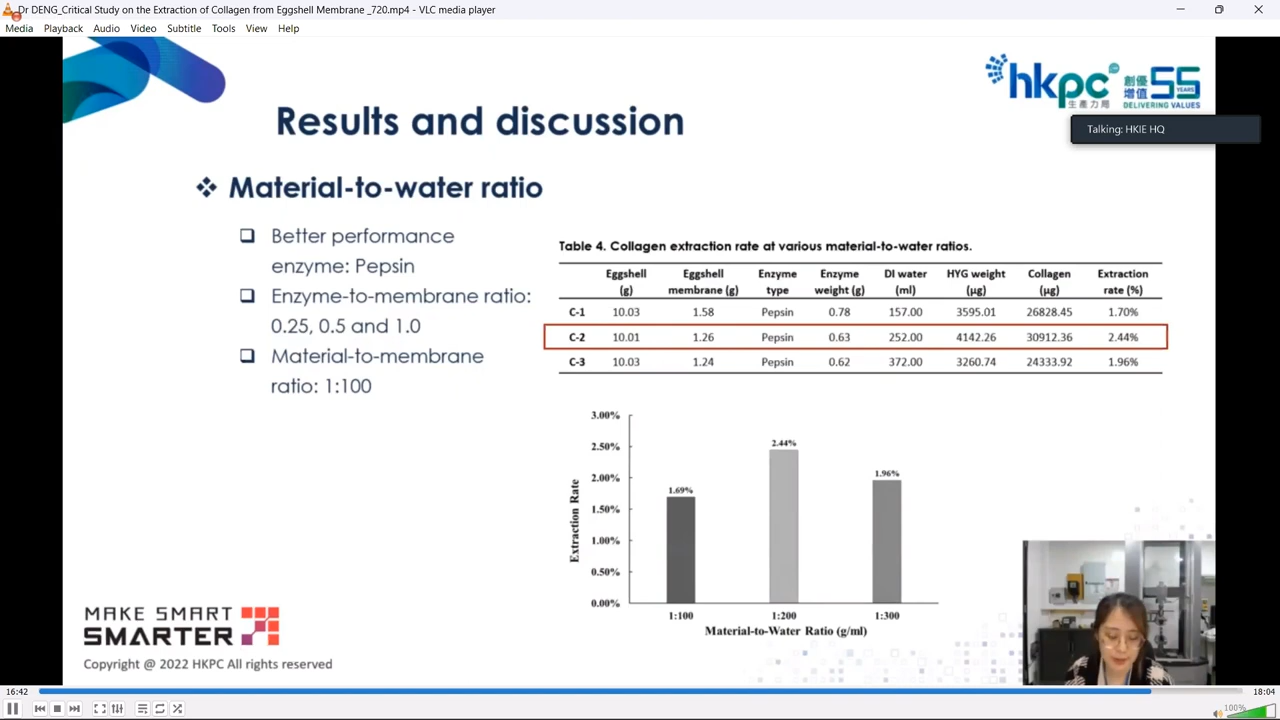 Dr DENG_Critical Study on the Extraction of Collagen from Eggshell Membrane _720.mp4 - VLC media player
Media Playback Audio Video Subtitle Tools View Help
hkpc 創優增值 55 YEARS
生產力局 DELIVERING VALUES
Talking: HKIE HQ
Results and discussion
❖ Material-to-water ratio
❑ Better performance
enzyme: Pepsin
❑ Enzyme-to-membrane ratio:
0.25, 0.5 and 1.0
❑ Material-to-membrane
ratio: 1:100
Table 4. Collagen extraction rate at various material-to-water ratios.
Eggshell (g) Eggshell membrane (g) Enzyme type Enzyme weight (g) DI water (ml) HYG weight (µg) Collagen (µg) Extraction rate (%)
C-1 10.03 1.58 Pepsin 0.78 157.00 3595.01 26828.45 1.70%
C-2 10.01 1.26 Pepsin 0.63 252.00 4142.26 30912.36 2.44%
C-3 10.03 1.24 Pepsin 0.62 372.00 3260.74 24333.92 1.96%
3.00%
2.50%
2.00%
1.50%
1.00%
0.50%
0.00%
Extraction Rate
1.69%
2.44%
1.96%
1:100 1:200 1:300
Material-to-Water Ratio (g/ml)
MAKE SMART
SMARTER
Copyright @ 2022 HKPC All rights reserved
16:42 18:04
100%